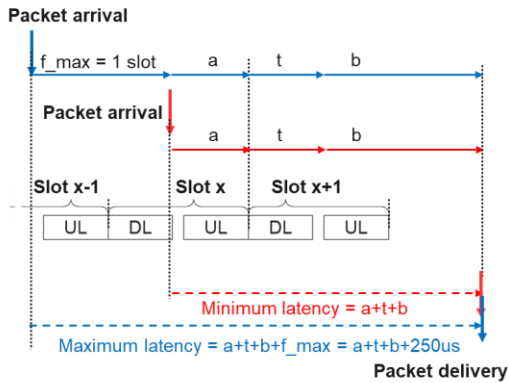 Packet arrival
f_max = 1 slot a t b
Packet arrival
a t b
Slot x-1 Slot x Slot x+1
UL DL UL DL UL
Minimum latency = a+t+b
Maximum latency = a+t+b+f_max = a+t+b+250us
Packet delivery